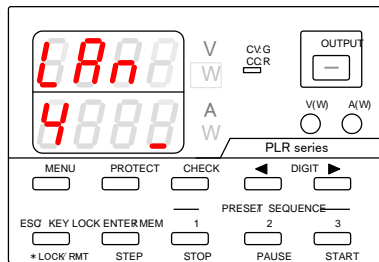 LAn
V
W
CV:G
CC:R
OUTPUT
4 _
A
W
V(W) A(W)
PLR series
MENU PROTECT CHECK ◀ DIGIT ▶
PRESET SEQUENCE
ESC KEY LOCK ENTER MEM 1 2 3
*LOCK/RMT STEP STOP PAUSE START